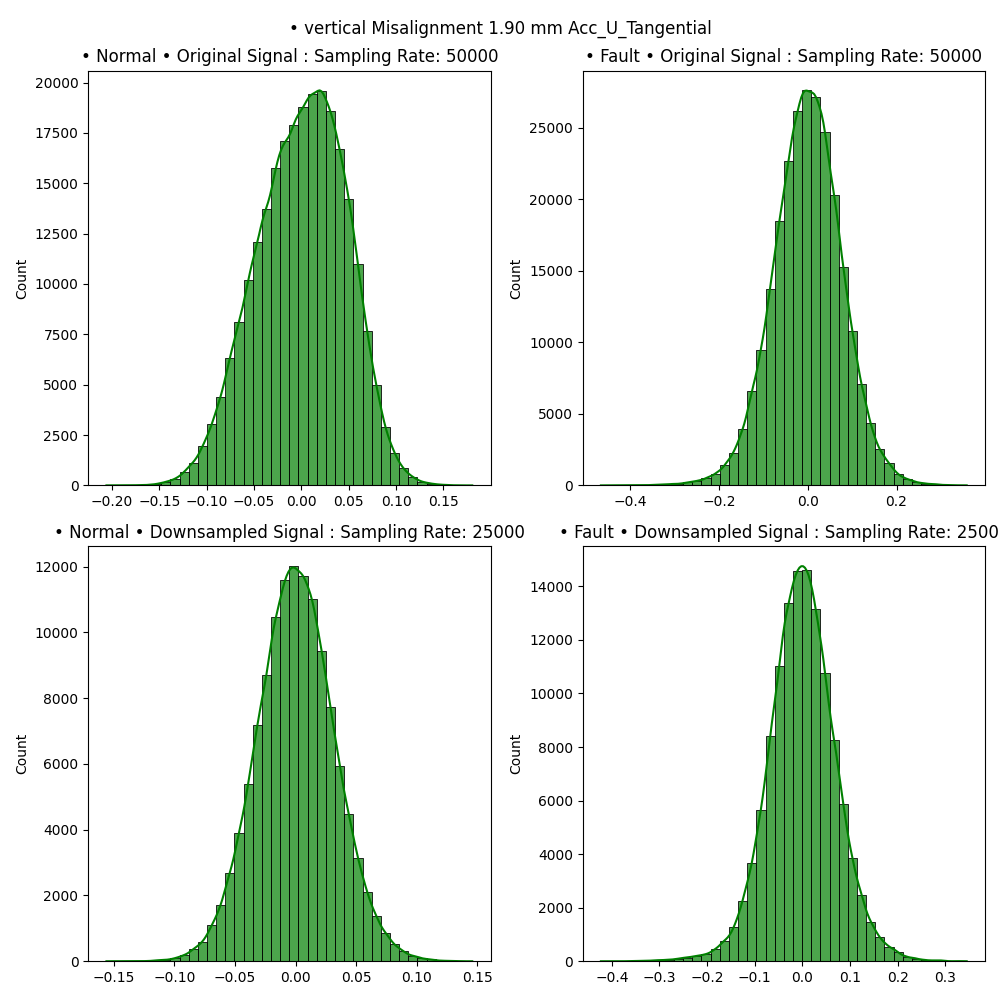 • vertical Misalignment 1.90 mm Acc_U_Tangential
• Normal • Original Signal : Sampling Rate: 50000
• Fault • Original Signal : Sampling Rate: 50000
Count
20000
17500
15000
12500
10000
7500
5000
2500
0
−0.20 −0.15 −0.10 −0.05 0.00 0.05 0.10 0.15
Count
25000
20000
15000
10000
5000
0
−0.4 −0.2 0.0 0.2
• Normal • Downsampled Signal : Sampling Rate: 25000
• Fault • Downsampled Signal : Sampling Rate: 2500
Count
12000
10000
8000
6000
4000
2000
0
−0.15 −0.10 −0.05 0.00 0.05 0.10 0.15
Count
14000
12000
10000
8000
6000
4000
2000
0
−0.4 −0.3 −0.2 −0.1 0.0 0.1 0.2 0.3